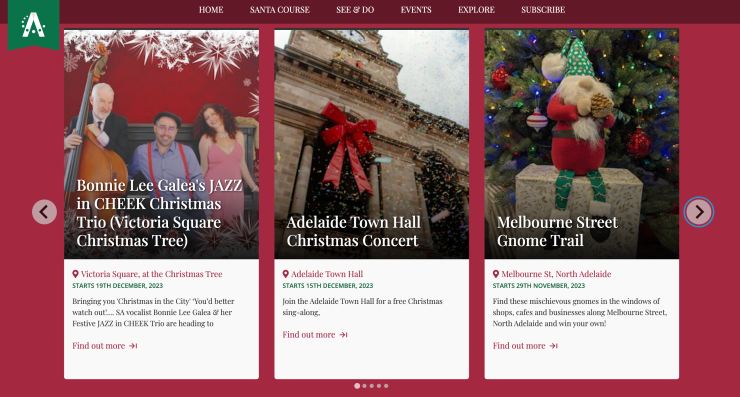 HOME SANTA COURSE SEE & DO EVENTS EXPLORE SUBSCRIBE
Bonnie Lee Galea's JAZZ
in CHEEK Christmas
Trio (Victoria Square
Christmas Tree)
Victoria Square, at the Christmas Tree
STARTS 19TH DECEMBER, 2023
Bringing you 'Christmas in the City' 'You'd better
watch out'.... SA vocalist Bonnie Lee Galea & her
Festive JAZZ in CHEEK Trio are heading to
Find out more
Adelaide Town Hall
Christmas Concert
Adelaide Town Hall
STARTS 15TH DECEMBER, 2023
Join the Adelaide Town Hall for a free Christmas
sing-along,
Find out more
Melbourne Street
Gnome Trail
Melbourne St, North Adelaide
STARTS 29TH NOVEMBER, 2023
Find these mischievous gnomes in the windows of
shops, cafes and businesses along Melbourne Street,
North Adelaide and win your own!
Find out more